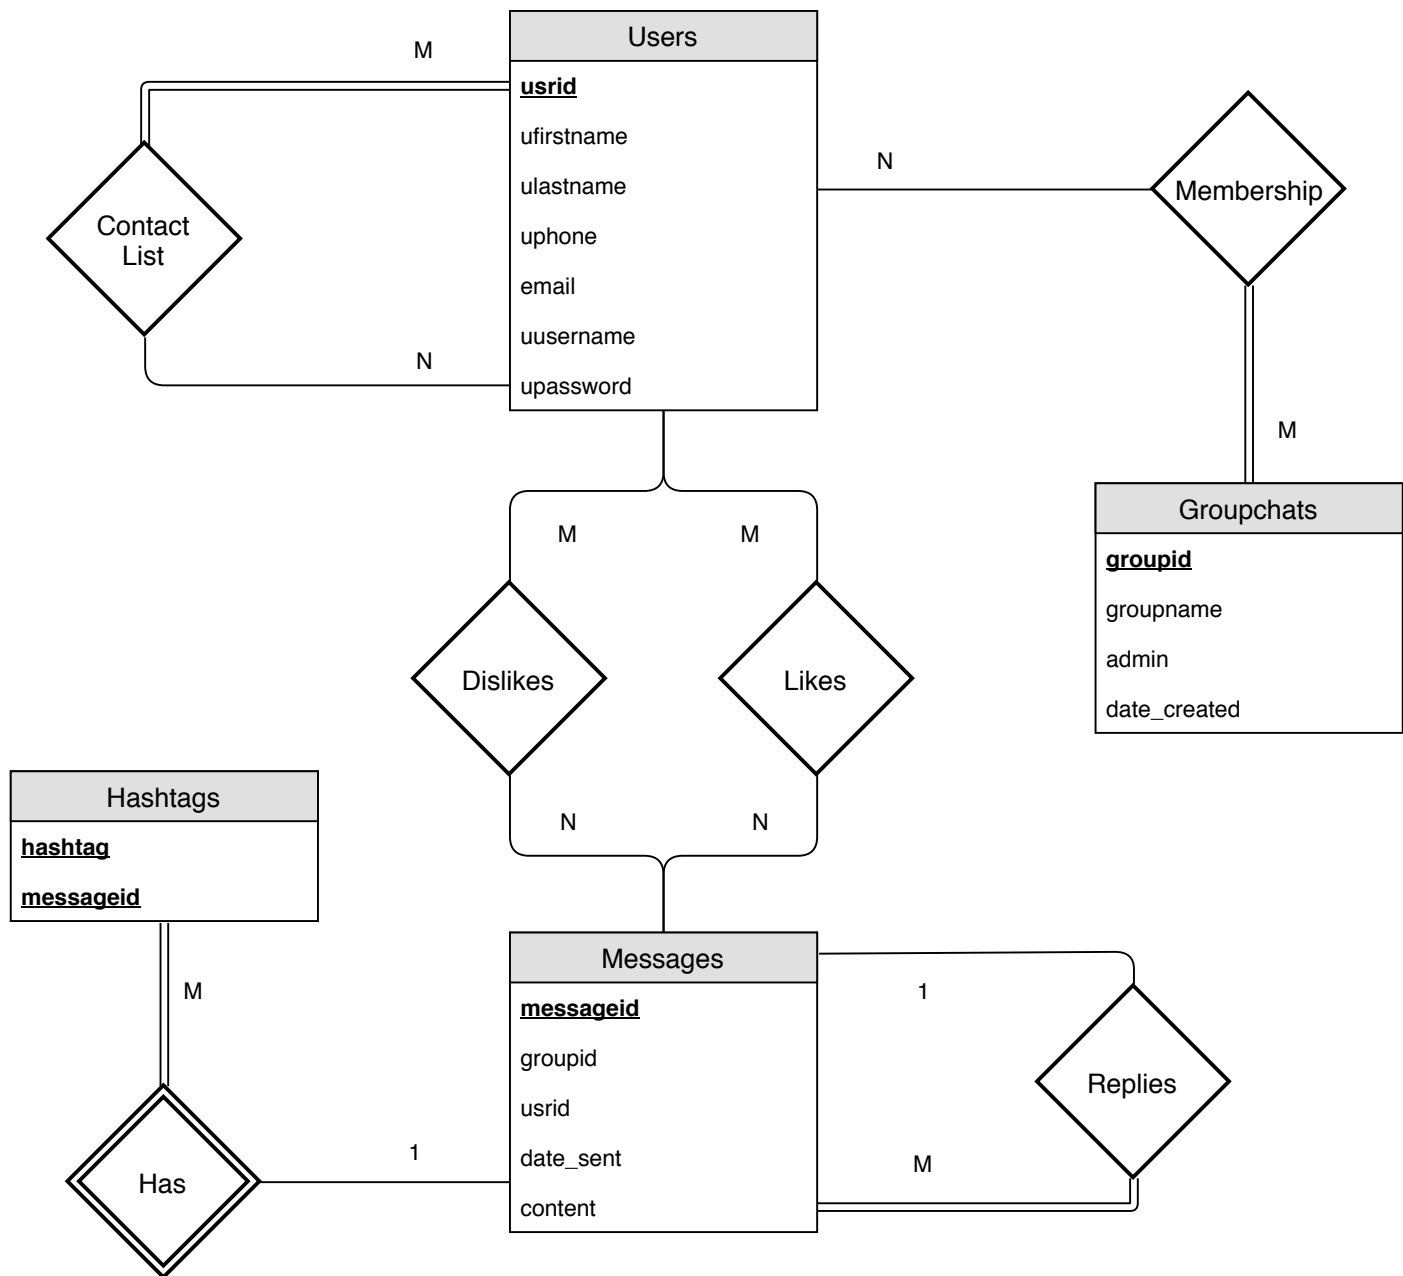 M
Users
usrid
ufirstname
ulastname
uphone
email
uusername
upassword
Contact
List
N
N
Membership
M
Groupchats
groupid
groupname
admin
date_created
M
M
Dislikes
Likes
N
N
Hashtags
hashtag
messageid
M
Has
1
Messages
messageid
groupid
usrid
date_sent
content
1
Replies
M